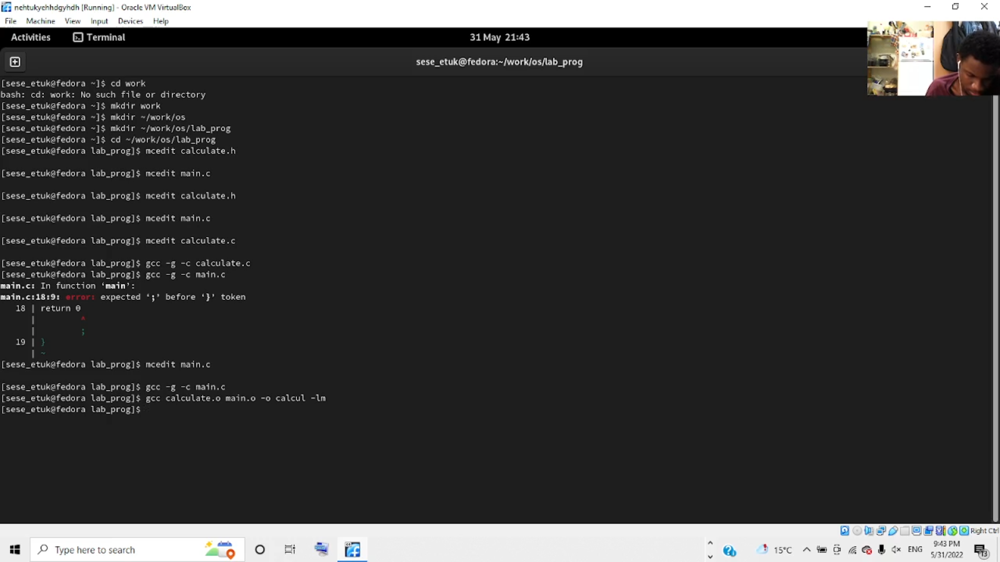 nehtukyehhdgyhdh [Running] - Oracle VM VirtualBox
File Machine View Input Devices Help
Activities Terminal 31 May 21:43
sese_etuk@fedora:~/work/os/lab_prog
[sese_etuk@fedora ~]$ cd work
bash: cd: work: No such file or directory
[sese_etuk@fedora ~]$ mkdir work
[sese_etuk@fedora ~]$ mkdir ~/work/os
[sese_etuk@fedora ~]$ mkdir ~/work/os/lab_prog
[sese_etuk@fedora ~]$ cd ~/work/os/lab_prog
[sese_etuk@fedora lab_prog]$ mcedit calculate.h
[sese_etuk@fedora lab_prog]$ mcedit main.c
[sese_etuk@fedora lab_prog]$ mcedit calculate.h
[sese_etuk@fedora lab_prog]$ mcedit main.c
[sese_etuk@fedora lab_prog]$ mcedit calculate.c
[sese_etuk@fedora lab_prog]$ gcc -g -c calculate.c
[sese_etuk@fedora lab_prog]$ gcc -g -c main.c
main.c: In function ‘main’:
main.c:18:9: error: expected ‘;’ before ‘}’ token
18 | return 0
| ^
| ;
19 | }
| ~
[sese_etuk@fedora lab_prog]$ mcedit main.c
[sese_etuk@fedora lab_prog]$ gcc -g -c main.c
[sese_etuk@fedora lab_prog]$ gcc calculate.o main.o -o calcul -lm
[sese_etuk@fedora lab_prog]$
Right Ctrl
Type here to search
15°C
ENG
9:43 PM
5/31/2022
13